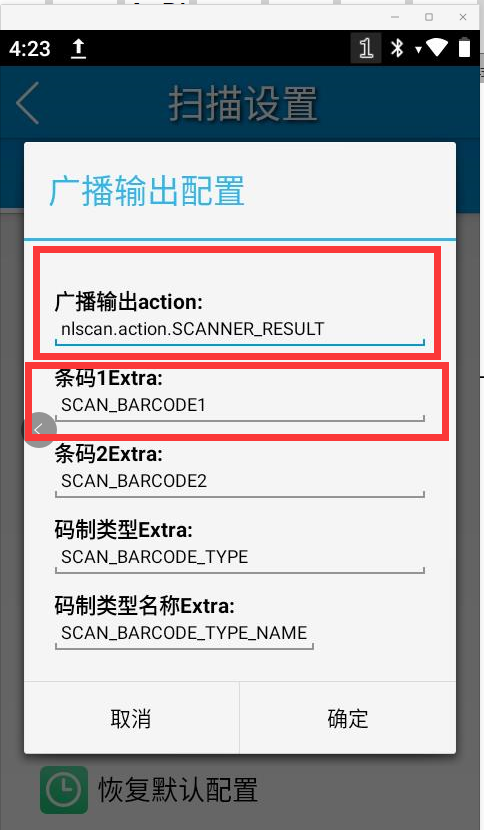 4:23
1
扫描设置
广播输出配置
广播输出action:
nlscan.action.SCANNER_RESULT
条码1Extra:
SCAN_BARCODE1
条码2Extra:
SCAN_BARCODE2
码制类型Extra:
SCAN_BARCODE_TYPE
码制类型名称Extra:
SCAN_BARCODE_TYPE_NAME
取消
确定
恢复默认配置